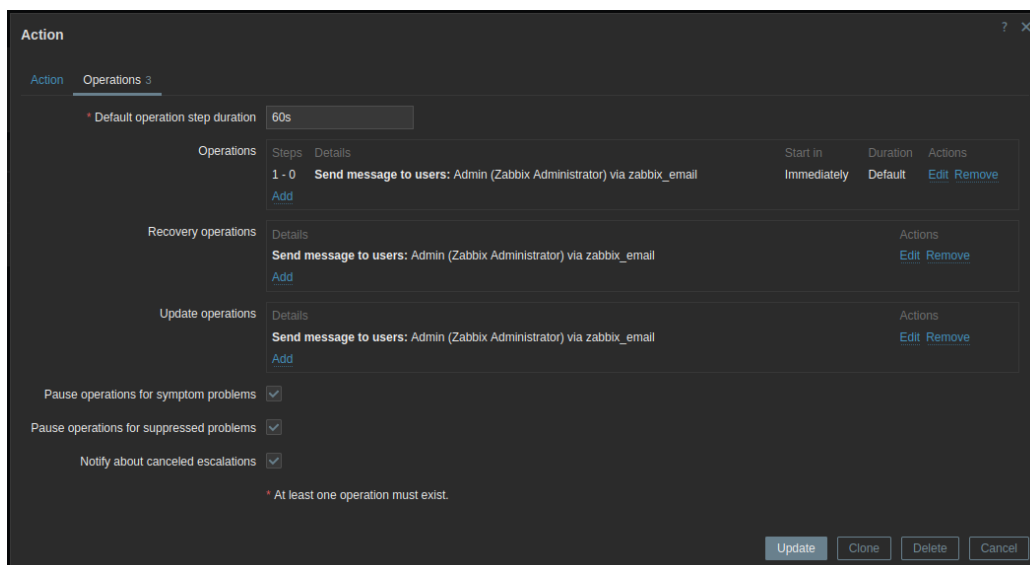 Action
? ×
Action Operations 3
* Default operation step duration 60s
Operations Steps Details Start in Duration Actions
1 - 0 Send message to users: Admin (Zabbix Administrator) via zabbix_email Immediately Default Edit Remove
Add
Recovery operations Details Actions
Send message to users: Admin (Zabbix Administrator) via zabbix_email Edit Remove
Add
Update operations Details Actions
Send message to users: Admin (Zabbix Administrator) via zabbix_email Edit Remove
Add
Pause operations for symptom problems
Pause operations for suppressed problems
Notify about canceled escalations
* At least one operation must exist.
Update Clone Delete Cancel